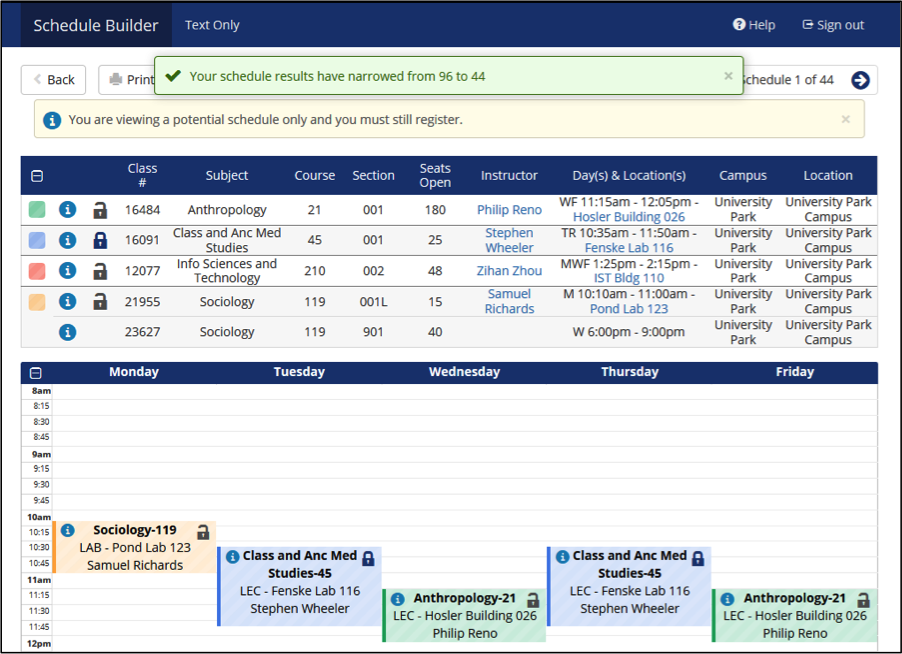 Schedule Builder Text Only Help Sign out
Back Print
Your schedule results have narrowed from 96 to 44 ×
chedule 1 of 44
You are viewing a potential schedule only and you must still register. ×
Class # Subject Course Section Seats Open Instructor Day(s) & Location(s) Campus Location
16484 Anthropology 21 001 180 Philip Reno WF 11:15am - 12:05pm - Hosler Building 026 University Park University Park Campus
16091 Class and Anc Med Studies 45 001 25 Stephen Wheeler TR 10:35am - 11:50am - Fenske Lab 116 University Park University Park Campus
12077 Info Sciences and Technology 210 002 48 Zihan Zhou MWF 1:25pm - 2:15pm - IST Bldg 110 University Park University Park Campus
21955 Sociology 119 001L 15 Samuel Richards M 10:10am - 11:00am - Pond Lab 123 University Park University Park Campus
23627 Sociology 119 901 40 W 6:00pm - 9:00pm University Park University Park Campus
Monday Tuesday Wednesday Thursday Friday
8am
8:15
8:30
8:45
9am
9:15
9:30
9:45
10am
10:15
10:30
10:45
11am
11:15
11:30
11:45
12pm
Sociology-119
LAB - Pond Lab 123
Samuel Richards
Class and Anc Med
Studies-45
LEC - Fenske Lab 116
Stephen Wheeler
Anthropology-21
LEC - Hosler Building 026
Philip Reno
Class and Anc Med
Studies-45
LEC - Fenske Lab 116
Stephen Wheeler
Anthropology-21
LEC - Hosler Building 026
Philip Reno